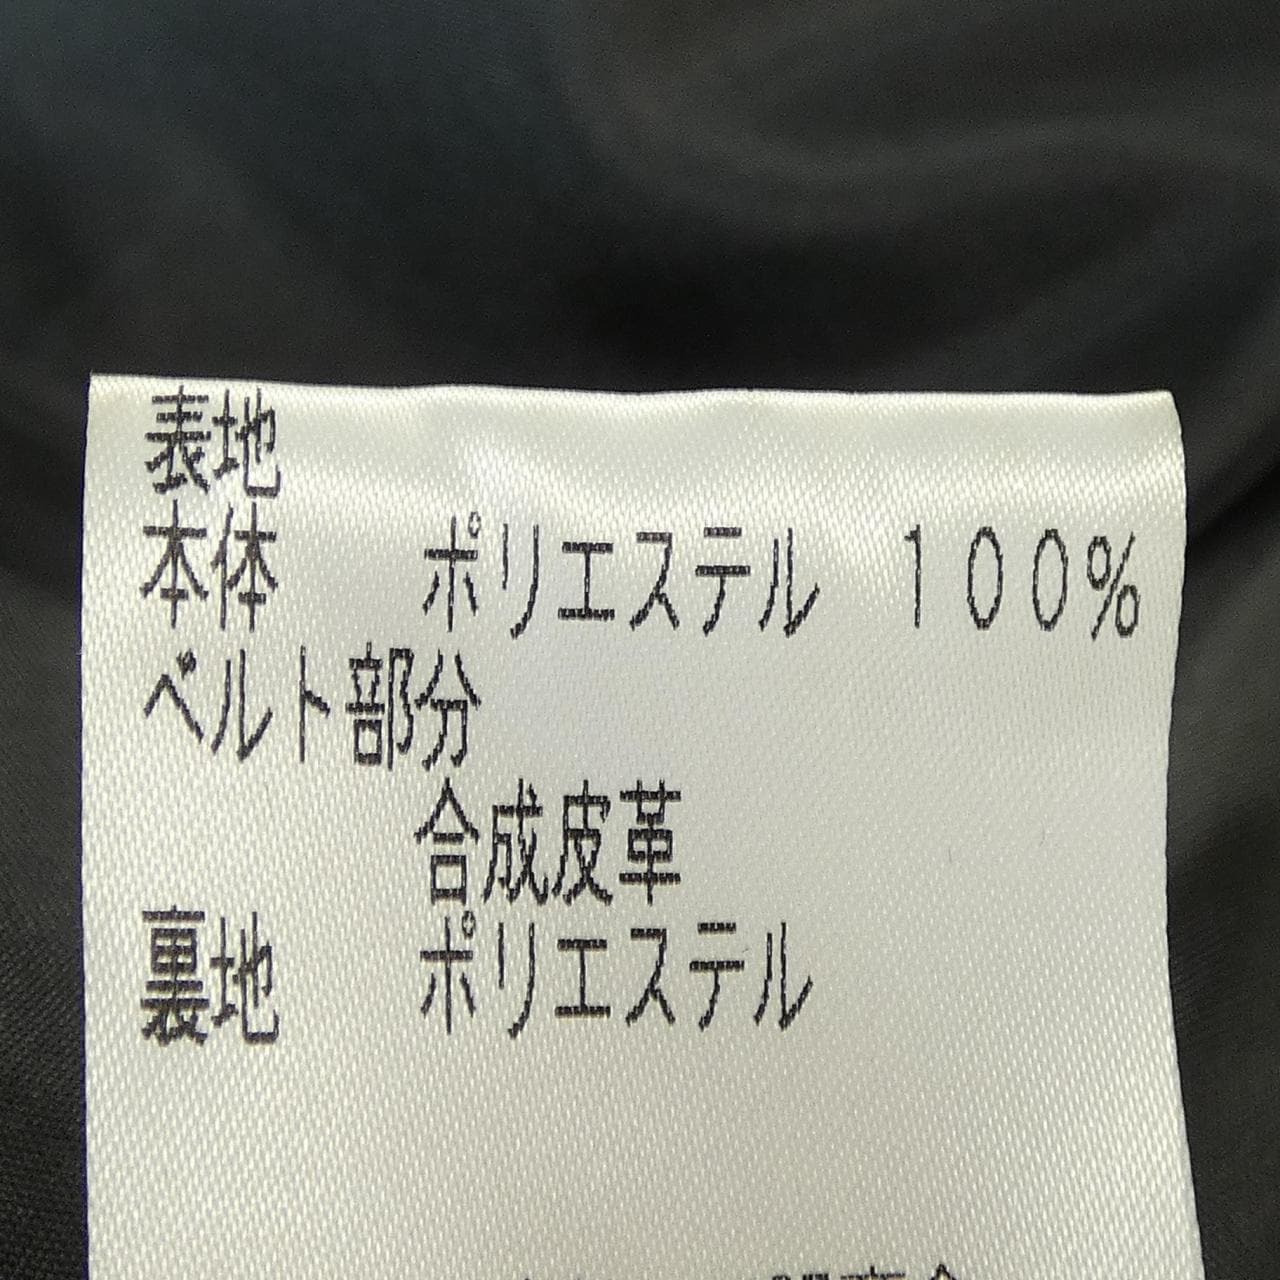 表地
本体 ポリエステル 100%
ベルト部分
合成皮革
裏地 ポリエステル